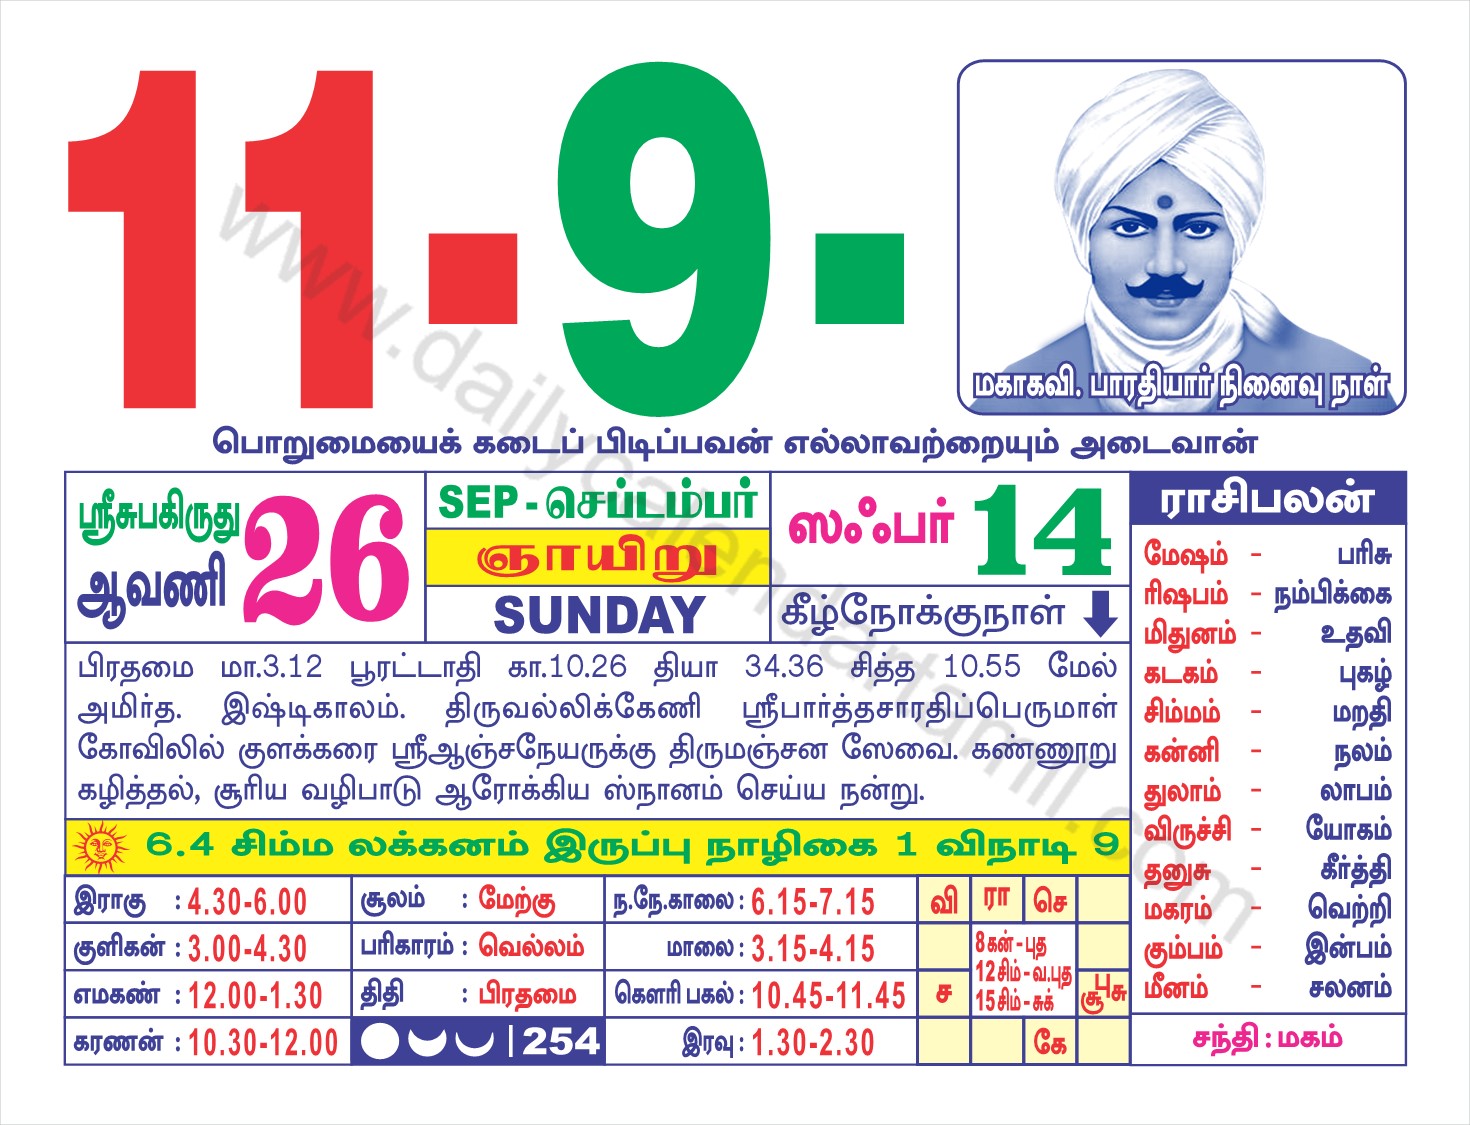 11-9-
மகாகவி. பாரதியார் நினைவு நாள்
பொறுமையைக் கடைப் பிடிப்பவன் எல்லாவற்றையும் அடைவான்
ஸ்ரீசுபகிருது
ஆவணி 26
SEP - செப்டம்பர்
ஞாயிறு
SUNDAY
ஸஃபர் 14
கீழ்நோக்குநாள்
பிரதமை மா.3.12 பூரட்டாதி கா.10.26 தியா 34.36 சித்த 10.55 மேல்
அமிர்த. இஷ்டிகாலம். திருவல்லிக்கேணி ஸ்ரீபார்த்தசாரதிப்பெருமாள்
கோவிலில் குளக்கரை ஸ்ரீஆஞ்சநேயருக்கு திருமஞ்சன ஸேவை. கண்ணூறு
கழித்தல், சூரிய வழிபாடு ஆரோக்கிய ஸ்நானம் செய்ய நன்று.
6.4 சிம்ம லக்கனம் இருப்பு நாழிகை 1 விநாடி 9
இராகு : 4.30-6.00
குளிகன் : 3.00-4.30
எமகண் : 12.00-1.30
கரணன் : 10.30-12.00
சூலம் : மேற்கு
பரிகாரம் : வெல்லம்
திதி : பிரதமை
254
ந.நே.காலை : 6.15-7.15
மாலை : 3.15-4.15
கௌரி பகல் : 10.45-11.45
இரவு : 1.30-2.30
வி ரா செ
8கன் - புத
12சிம் - வ.புத
15சிம் - சுக்
ச
சூபுசு
கே
ராசிபலன்
மேஷம் - பரிசு
ரிஷபம் - நம்பிக்கை
மிதுனம் - உதவி
கடகம் - புகழ்
சிம்மம் - மறதி
கன்னி - நலம்
துலாம் - லாபம்
விருச்சி - யோகம்
தனுசு - கீர்த்தி
மகரம் - வெற்றி
கும்பம் - இன்பம்
மீனம் - சலனம்
சந்தி : மகம்
www.dailycalendartamil.com